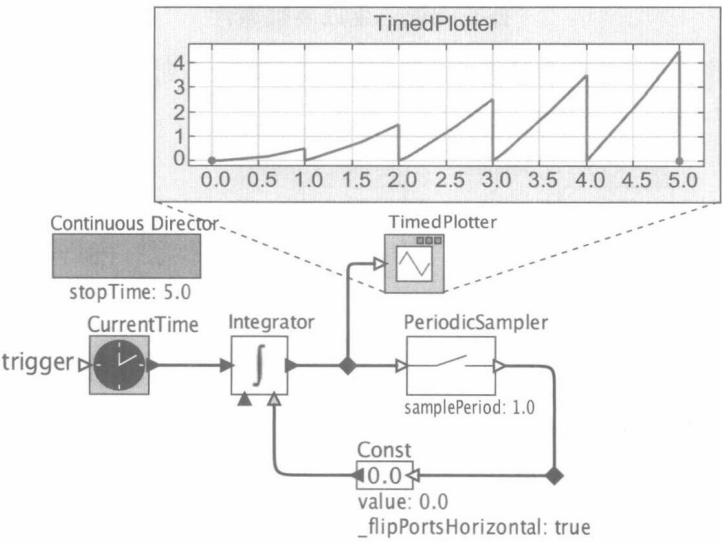 TimedPlotter
4
3
2
1
0
0.0 0.5 1.0 1.5 2.0 2.5 3.0 3.5 4.0 4.5 5.0
Continuous Director
TimedPlotter
stopTime: 5.0
CurrentTime
Integrator
PeriodicSampler
trigger
∫
samplePeriod: 1.0
Const
0.0
value: 0.0
_flipPortsHorizontal: true